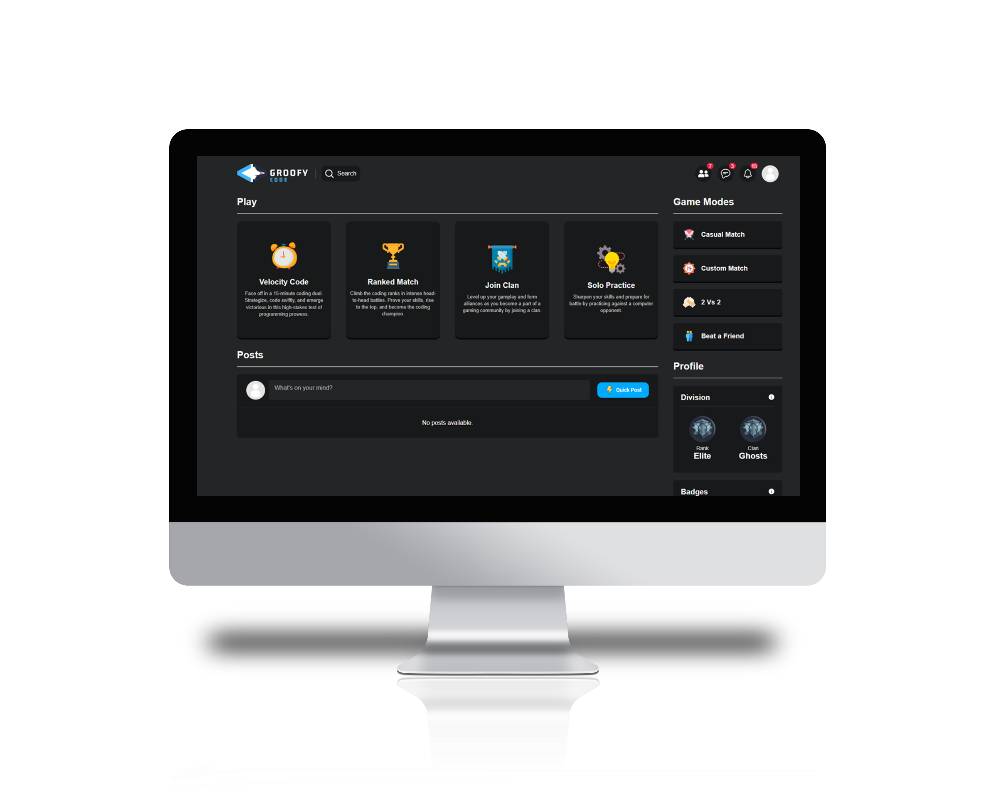 GROOFY
CODE
Search
7
3
15
Play
Velocity Code
Face off in a 15-minute coding duel.
Strategize, code swiftly, and emerge
victorious in this high-stakes test of
programming prowess.
Ranked Match
Climb the coding ranks in intense head-
to-head battles. Prove your skills, rise
to the top, and become the coding
champion.
Join Clan
Level up your gamplay and form
alliances as you become a part of a
gaming community by joining a clan.
Solo Practice
Sharpen your skills and prepare for
battle by practicing against a computer
opponent.
Posts
What's on your mind?
Quick Post
No posts available.
Game Modes
Casual Match
Custom Match
2 Vs 2
Beat a Friend
Profile
Division
Rank
Elite
Clan
Ghosts
Badges